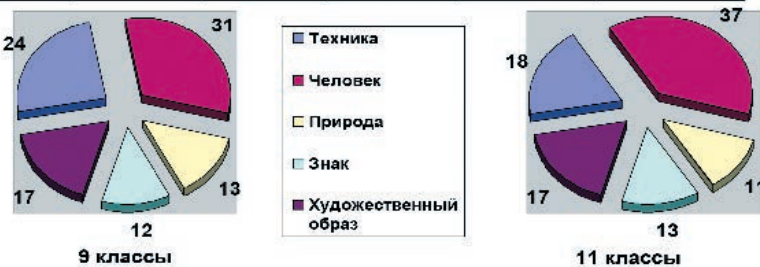 31
24
13
12
17
9 классы
Техника
Человек
Природа
Знак
Художественный
образ
37
18
11
13
17
11 классы